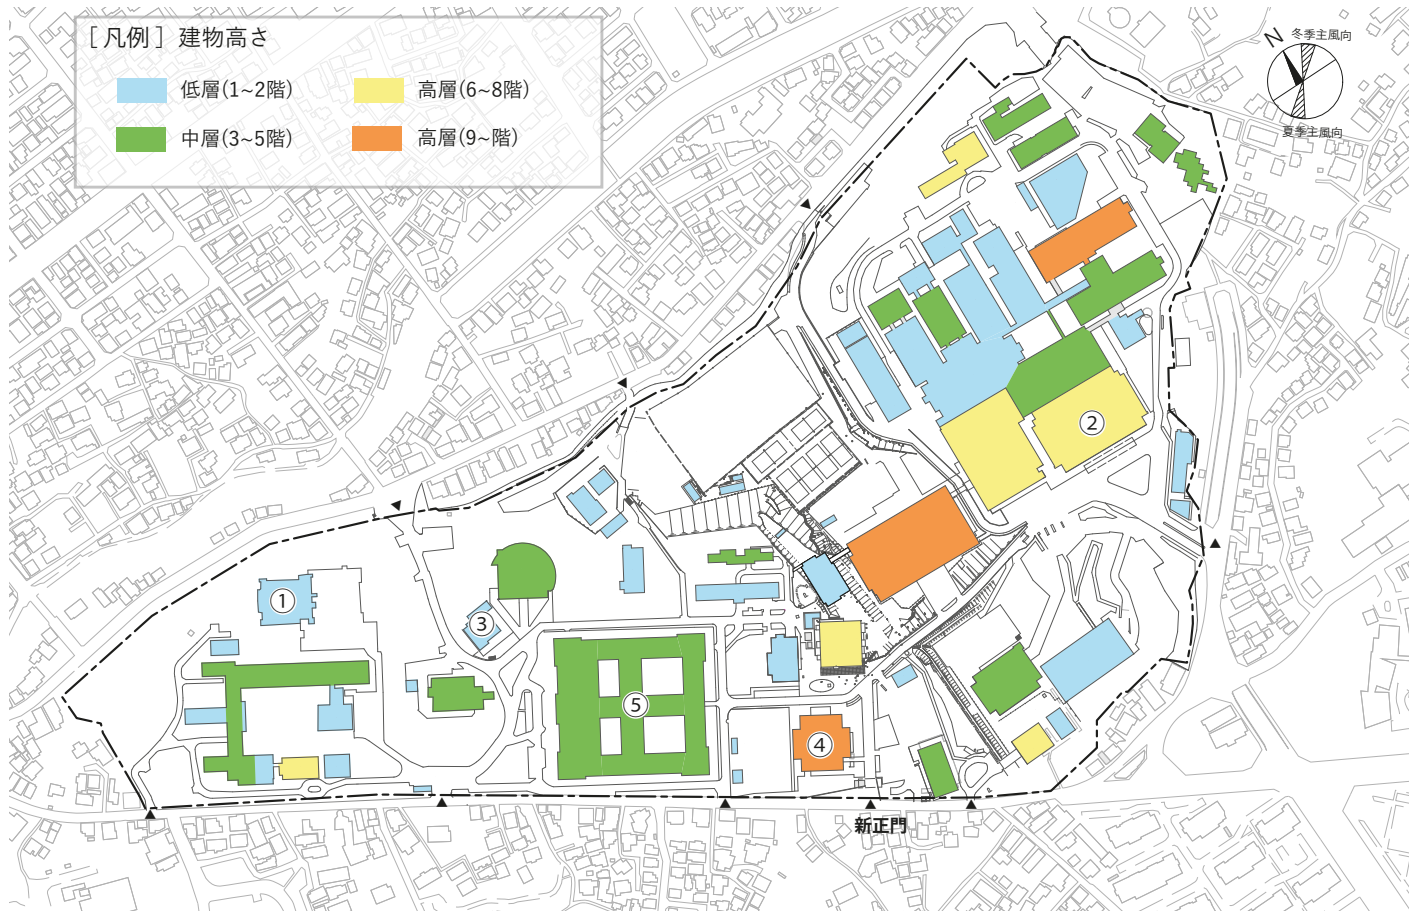 [凡例] 建物高さ
低層(1~2階)
高層(6~8階)
中層(3~5階)
高層(9~階)
N
冬季主風向
夏季主風向
②
①
③
⑤
④
新正門